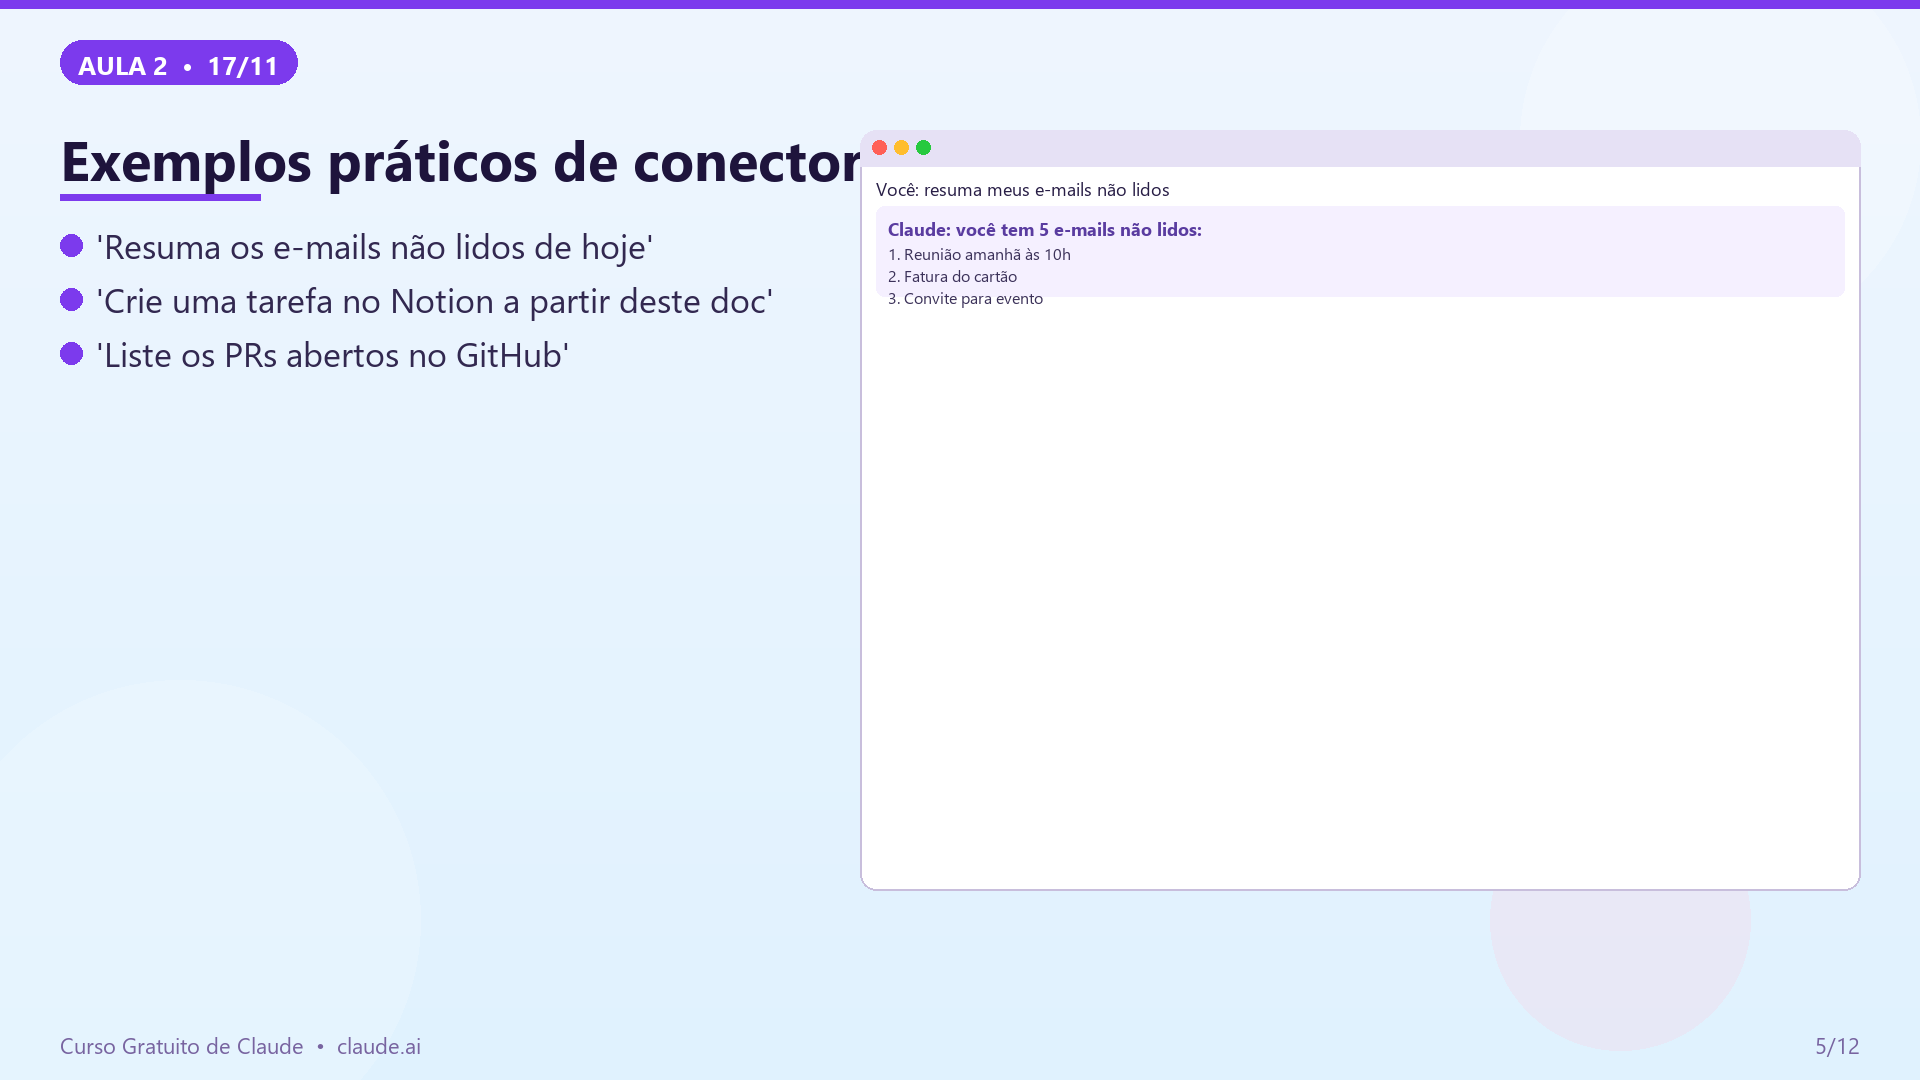 AULA 2 • 17/11
Exemplos práticos de conector
'Resuma os e-mails não lidos de hoje'
'Crie uma tarefa no Notion a partir deste doc'
'Liste os PRs abertos no GitHub'
Você: resuma meus e-mails não lidos
Claude: você tem 5 e-mails não lidos:
1. Reunião amanhã às 10h
2. Fatura do cartão
3. Convite para evento
Curso Gratuito de Claude • claude.ai
5/12